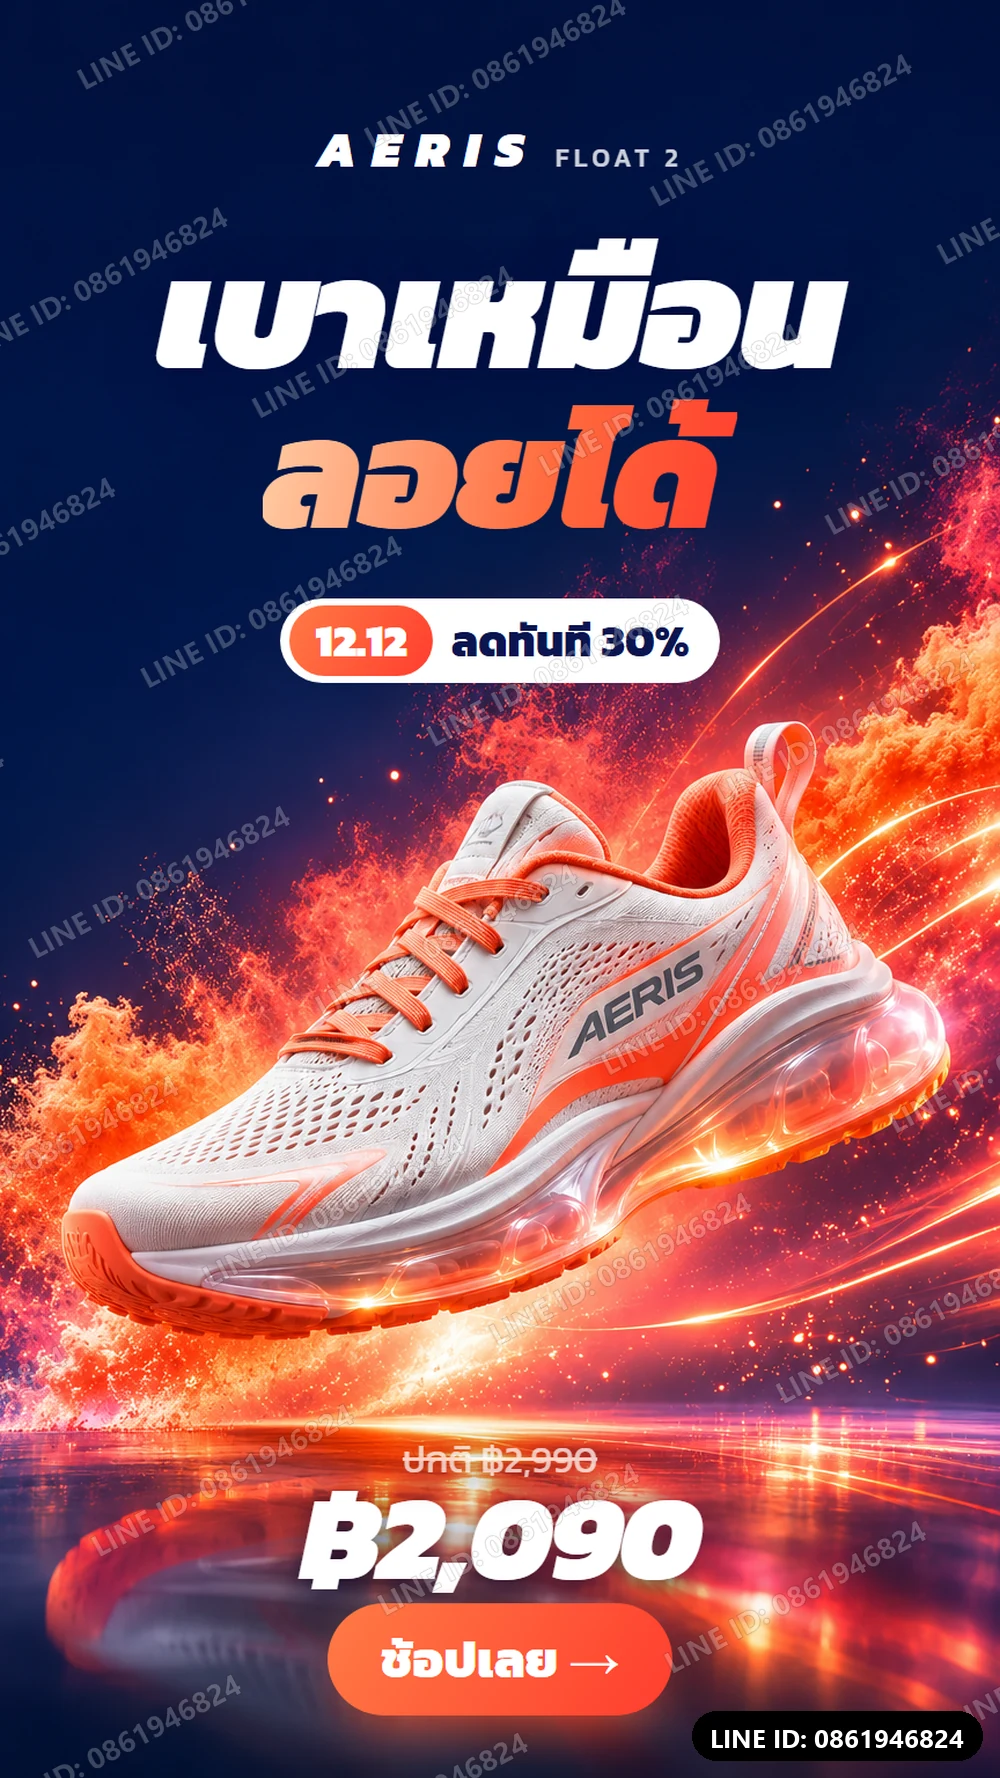 AERIS FLOAT 2
เบาเหมือน
ลอยได้
12.12 ลดทันที 30%
AERIS
ปกติ ฿2,990
฿2,090
ช้อปเลย →
LINE ID: 0861946824